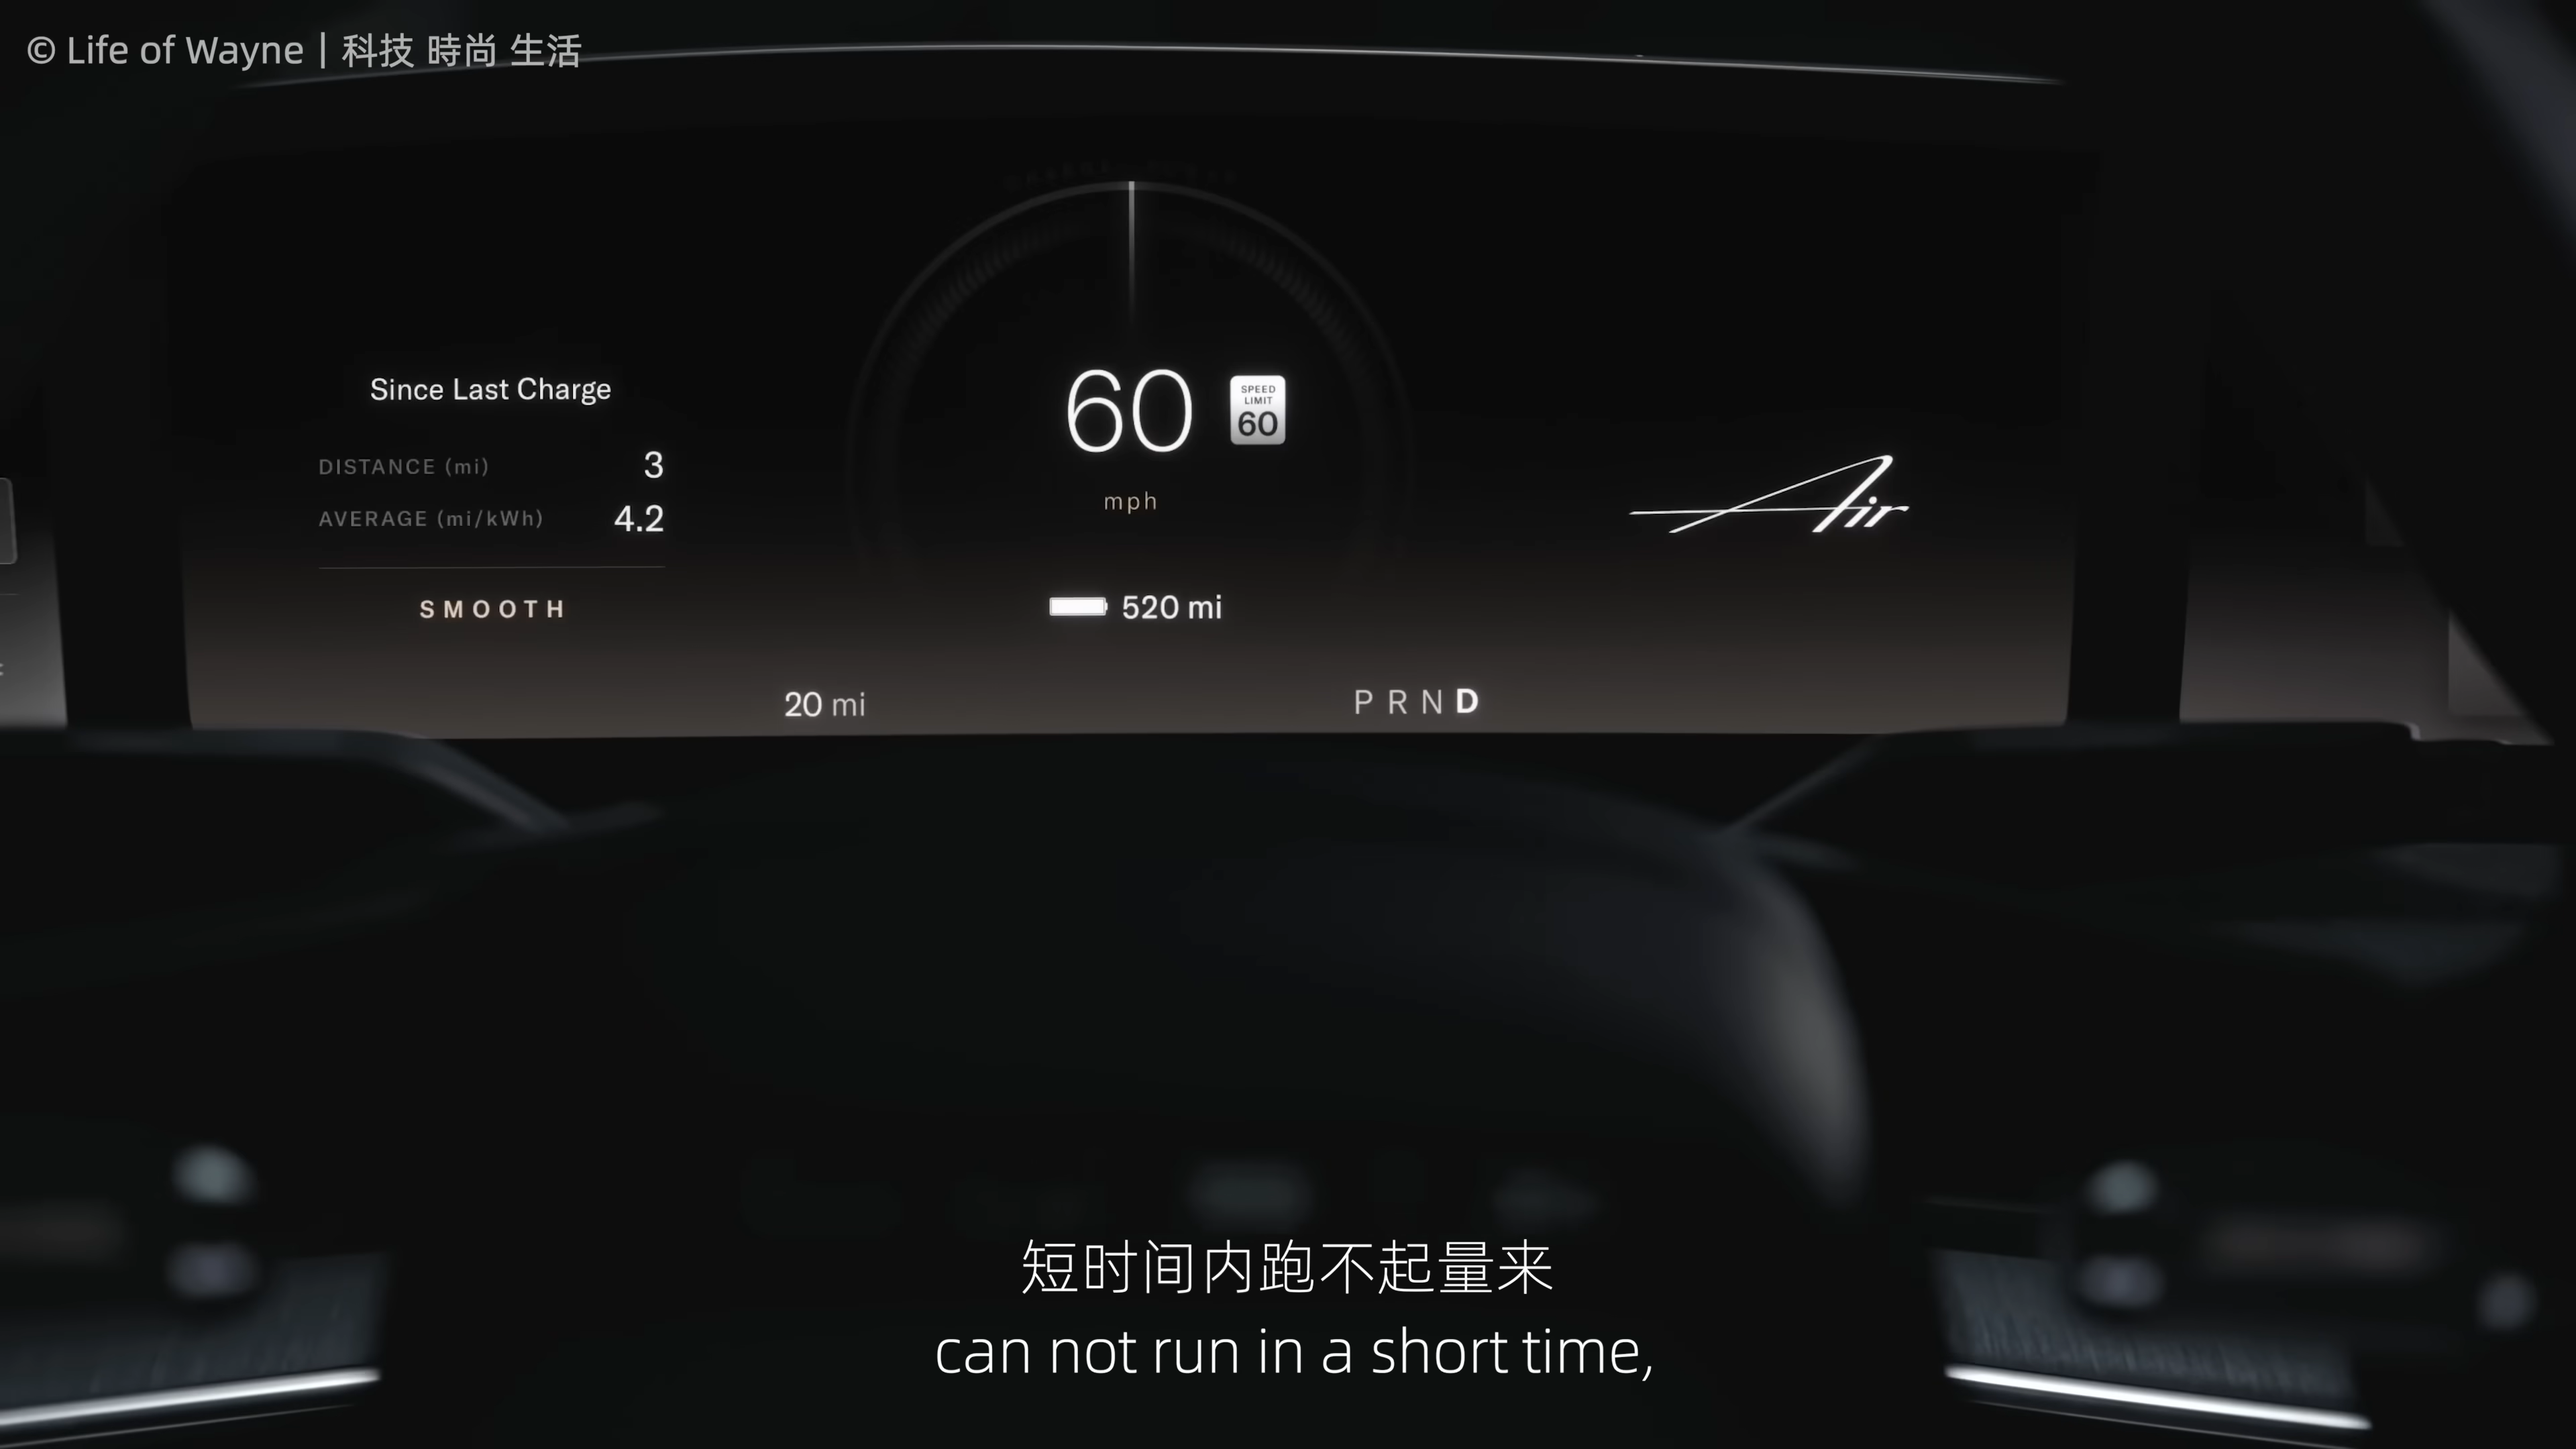 © Life of Wayne | 科技 時尚 生活
Since Last Charge
DISTANCE (mi) 3
AVERAGE (mi/kWh) 4.2
SMOOTH
60
SPEED
LIMIT
60
mph
520 mi
Air
20 mi
P R N D
短时间内跑不起量来
can not run in a short time,